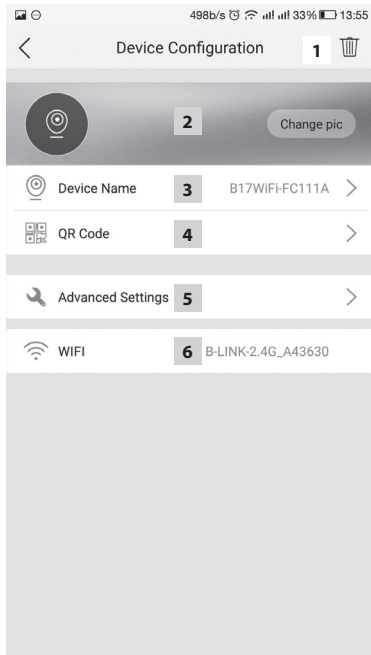 498b/s 33% 13:55
Device Configuration 1
2 Change pic
Device Name 3 B17WiFi-FC111A
QR Code 4
Advanced Settings 5
WIFI 6 B-LINK-2.4G_A43630